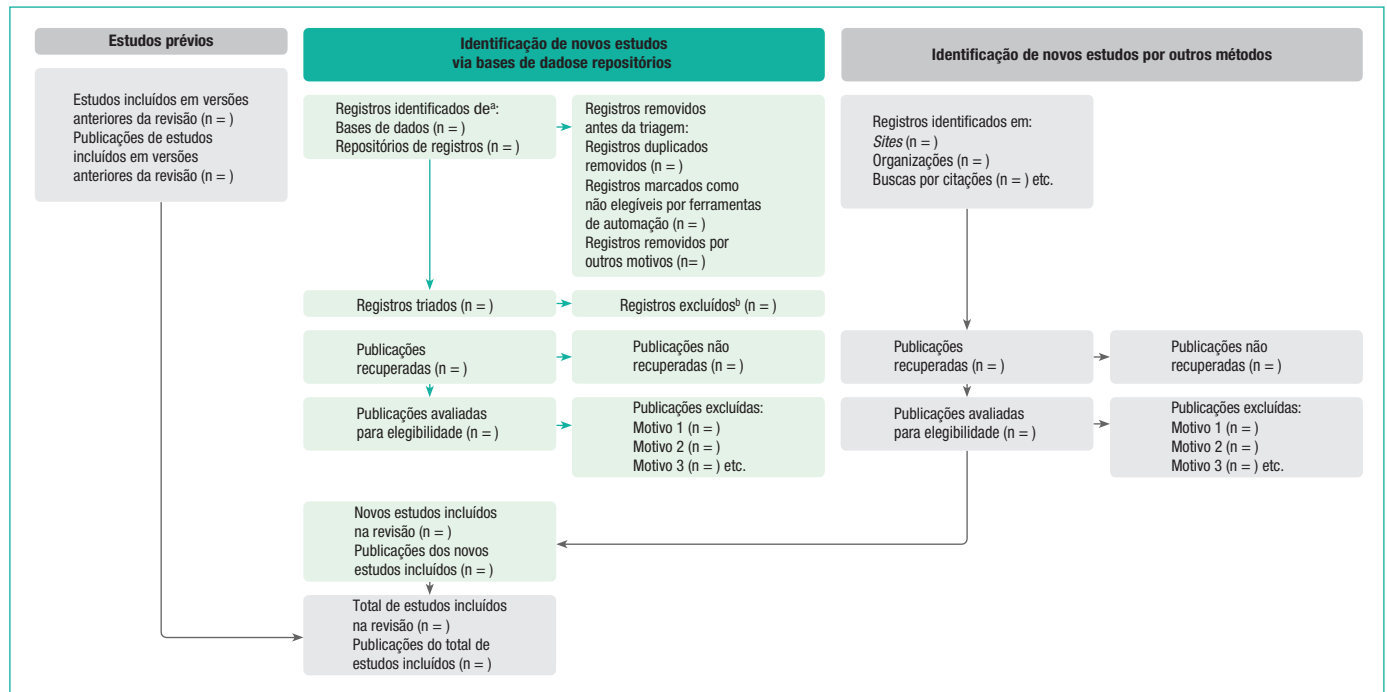 Estudos prévios
Estudos incluídos em versões
anteriores da revisão (n = )
Publicações de estudos
incluídos em versões
anteriores da revisão (n = )
Identificação de novos estudos
via bases de dadose repositórios
Registros identificados deᵃ:
Bases de dados (n = )
Repositórios de registros (n = )
Registros removidos
antes da triagem:
Registros duplicados
removidos (n = )
Registros marcados como
não elegíveis por ferramentas
de automação (n = )
Registros removidos por
outros motivos (n= )
Registros triados (n = )
Registros excluídosᵇ (n = )
Publicações
recuperadas (n = )
Publicações não
recuperadas (n = )
Publicações avaliadas
para elegibilidade (n = )
Publicações excluídas:
Motivo 1 (n = )
Motivo 2 (n = )
Motivo 3 (n = ) etc.
Novos estudos incluídos
na revisão (n = )
Publicações dos novos
estudos incluídos (n = )
Total de estudos incluídos
na revisão (n = )
Publicações do total de
estudos incluídos (n = )
Identificação de novos estudos por outros métodos
Registros identificados em:
Sites (n = )
Organizações (n = )
Buscas por citações (n = ) etc.
Publicações
recuperadas (n = )
Publicações não
recuperadas (n = )
Publicações avaliadas
para elegibilidade (n = )
Publicações excluídas:
Motivo 1 (n = )
Motivo 2 (n = )
Motivo 3 (n = ) etc.